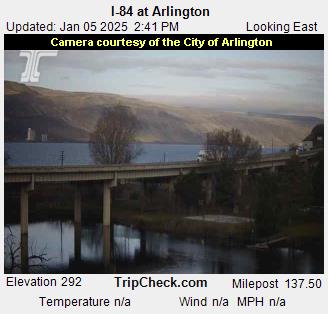 I-84 at Arlington
Updated: Jan 05 2025 2:41 PM Looking East
Camera courtesy of the City of Arlington
Elevation 292 TripCheck.com Milepost 137.50
Temperature n/a Wind n/a MPH n/a